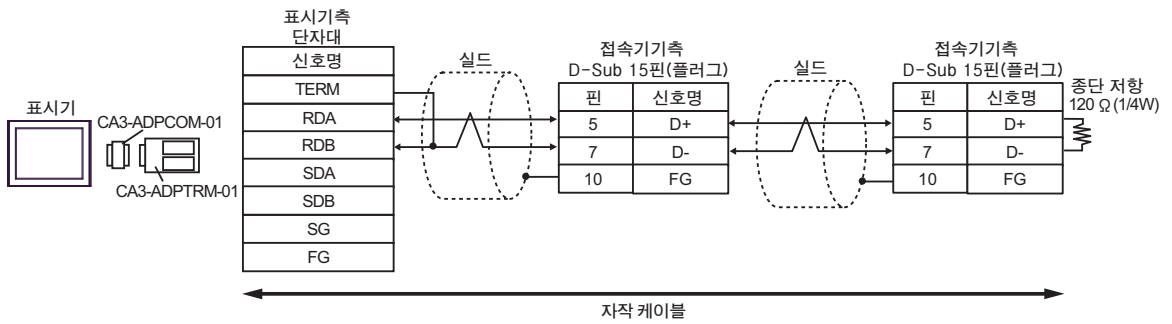 표시기
CA3-ADPCOM-01
CA3-ADPTRM-01
표시기측
단자대
신호명
TERM
RDA
RDB
SDA
SDB
SG
FG
실드
접속기기측
D-Sub 15핀(플러그)
핀 신호명
5 D+
7 D-
10 FG
실드
접속기기측
D-Sub 15핀(플러그)
핀 신호명
5 D+
7 D-
10 FG
종단 저항
120 Ω (1/4W)
자작 케이블